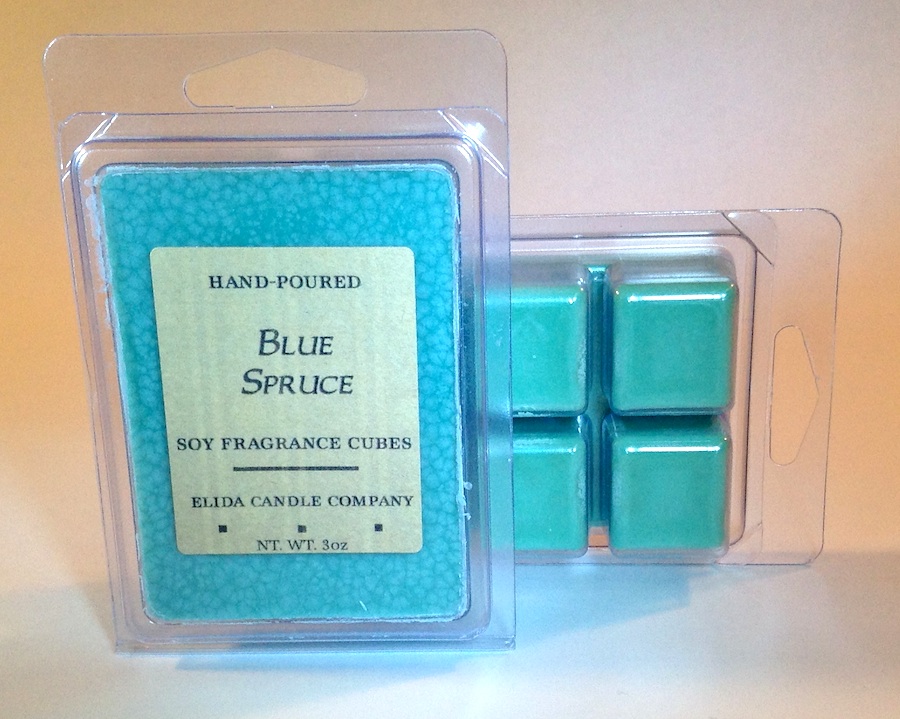 HAND-POURED
BLUE
SPRUCE
SOY FRAGRANCE CUBES
ELIDA CANDLE COMPANY
NT. WT. 3oz